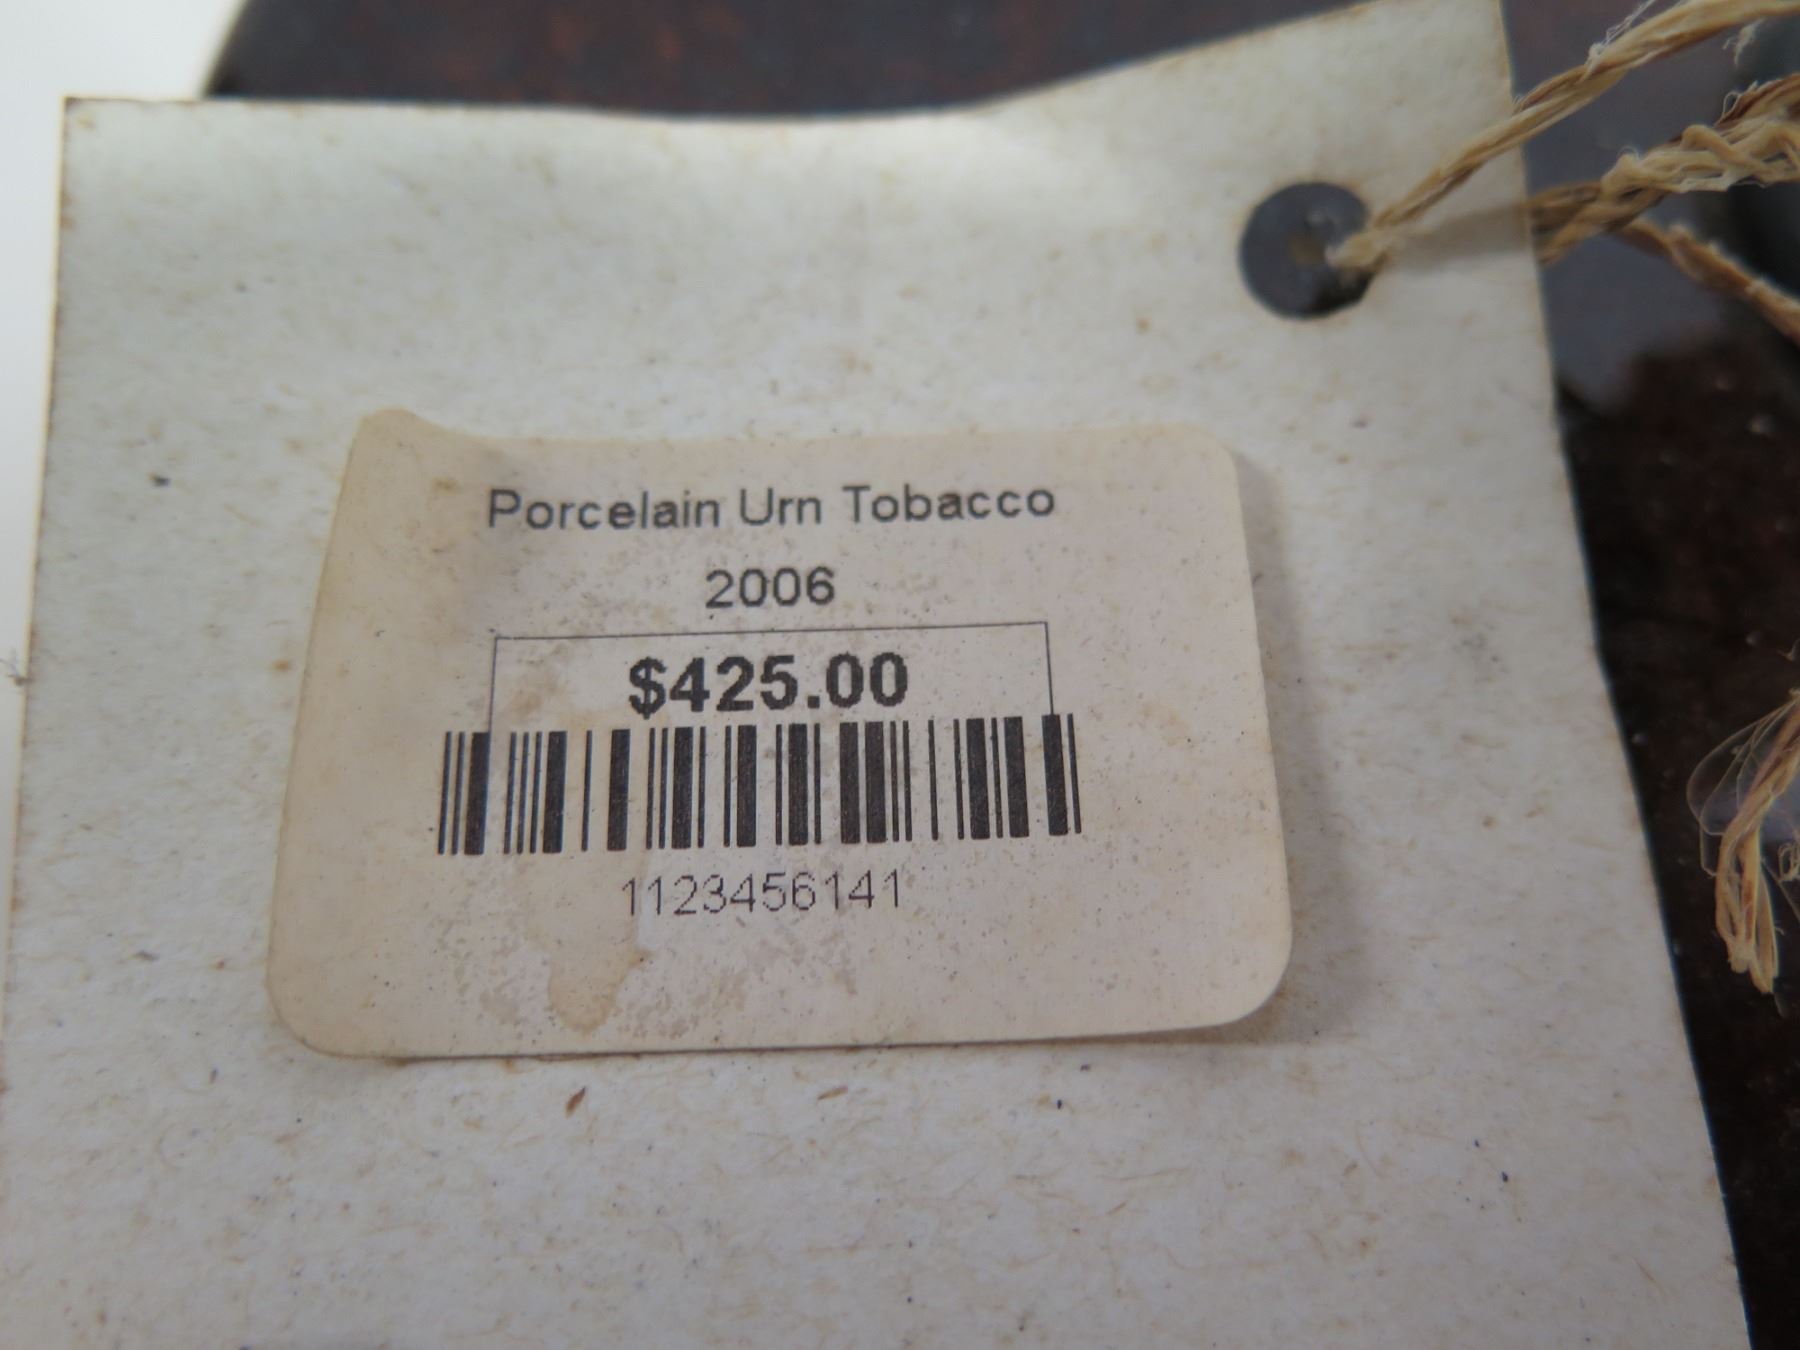 Porcelain Urn Tobacco
2006
$425.00
1123456141